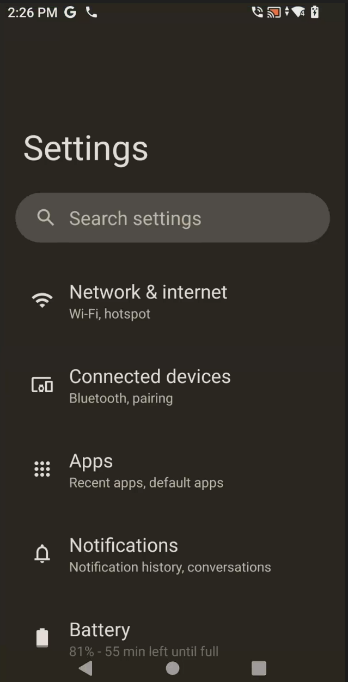 2:26 PM G
Settings
Search settings
Network & internet
Wi-Fi, hotspot
Connected devices
Bluetooth, pairing
Apps
Recent apps, default apps
Notifications
Notification history, conversations
Battery
81% - 55 min left until full